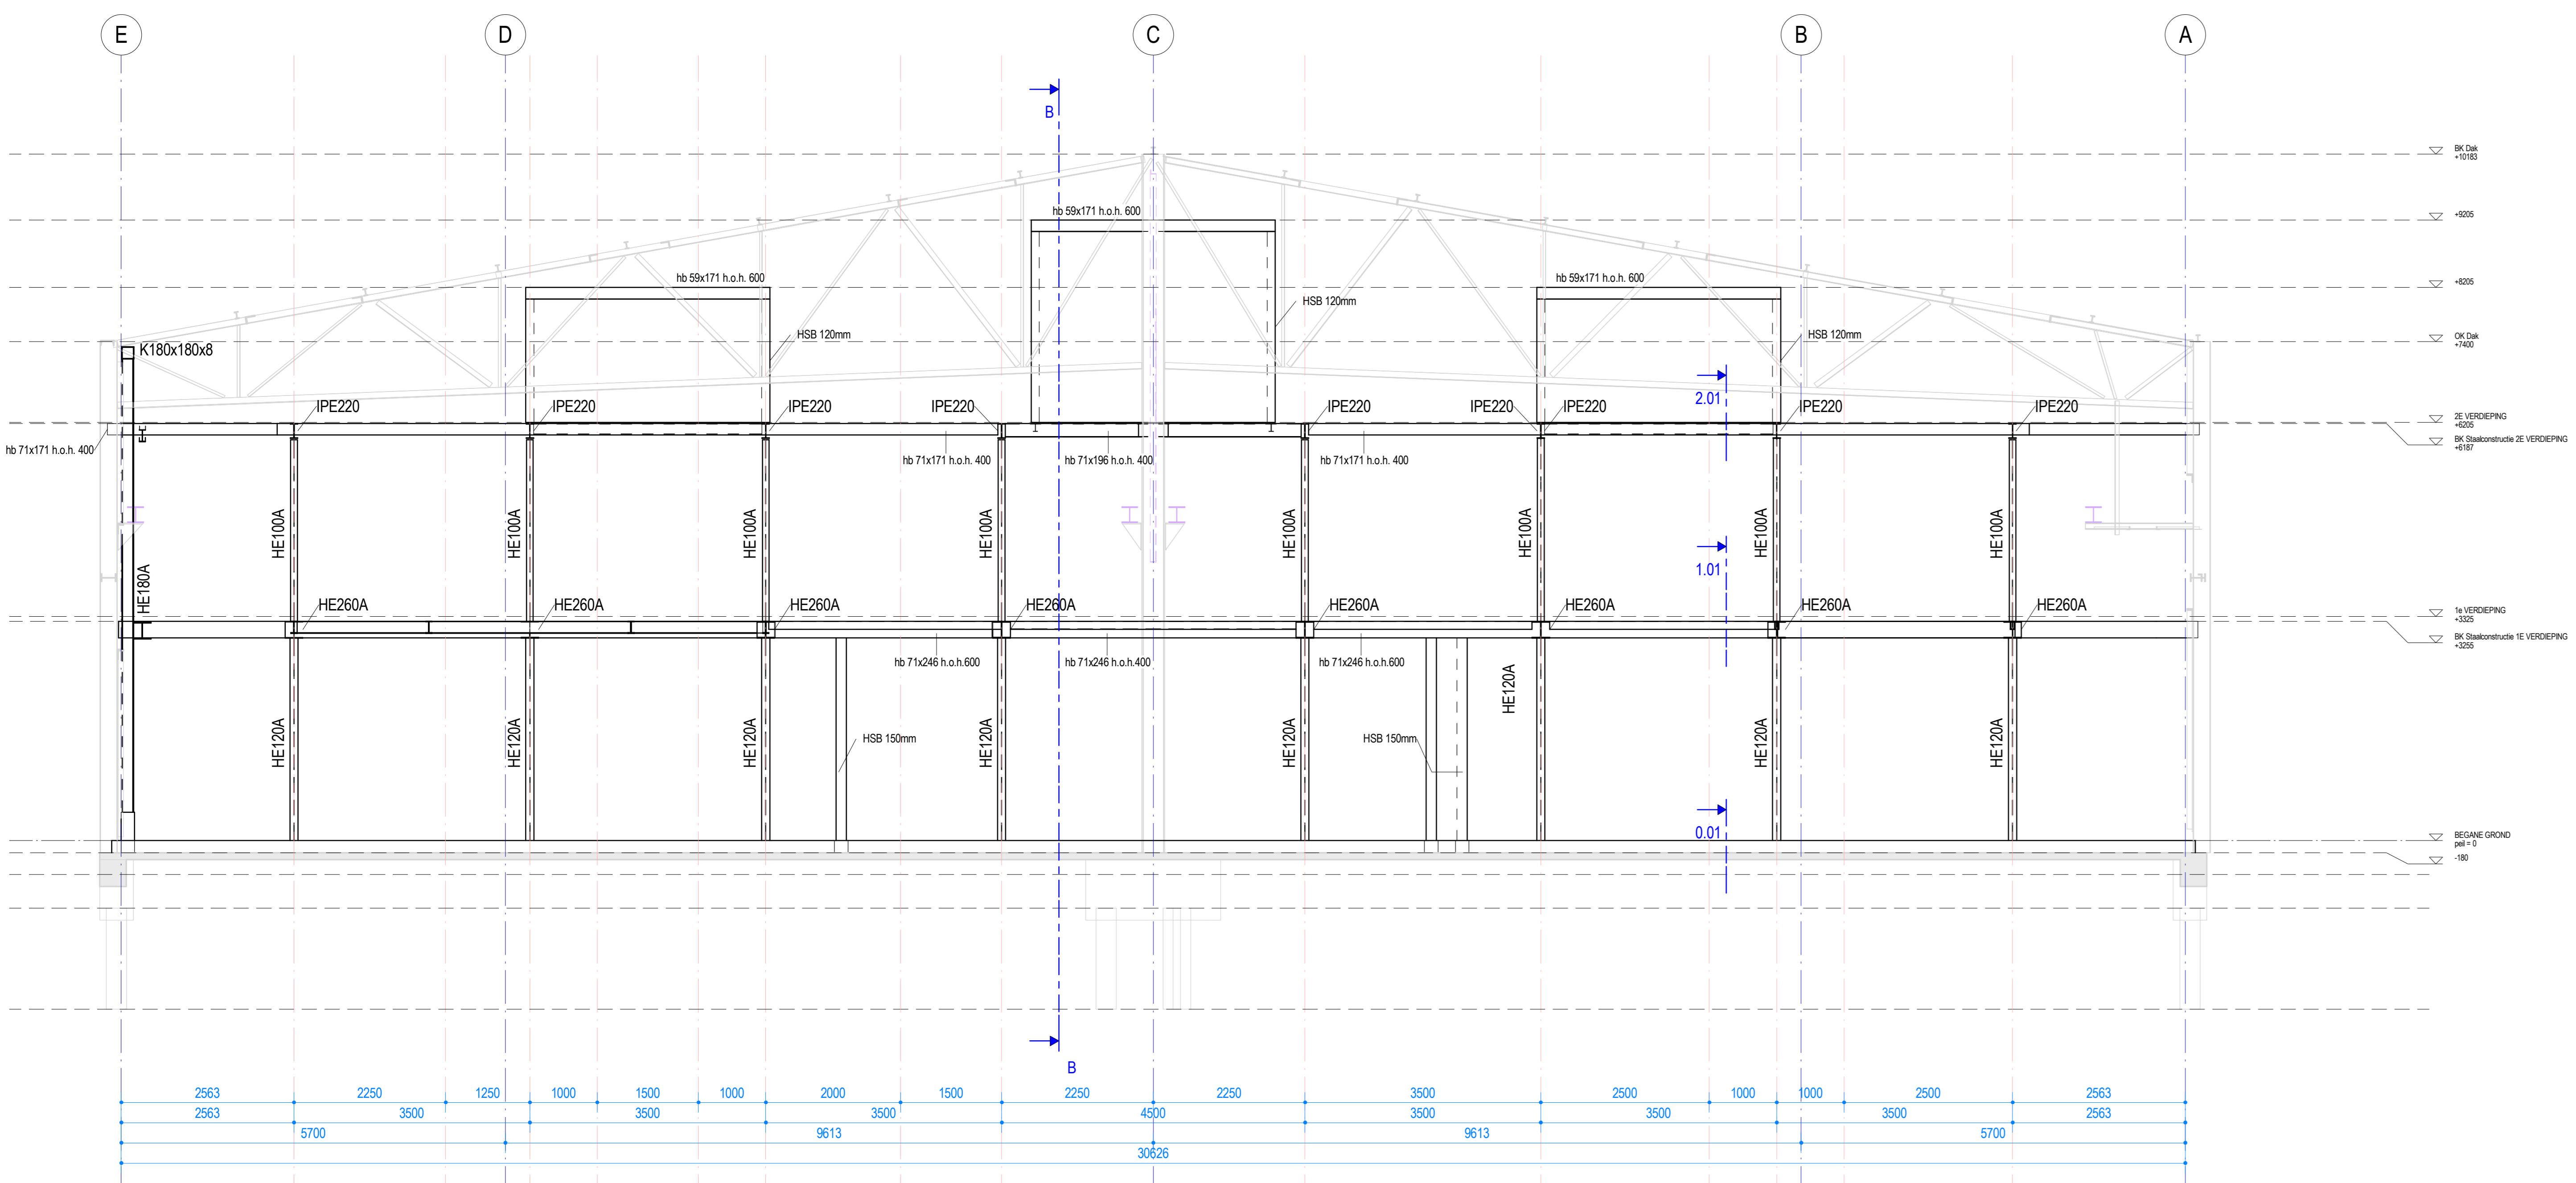 E
D
C
B
A
B
BK Dak
+10183
hb 59x171 h.o.h. 600
+9205
hb 59x171 h.o.h. 600
hb 59x171 h.o.h. 600
+8205
HSB 120mm
HSB 120mm
HSB 120mm
OK Dak
+7400
K180x180x8
2.01
IPE220
IPE220
IPE220
IPE220
IPE220
IPE220
IPE220
IPE220
IPE220
2E VERDIEPING
+6205
BK Staalconstructie 2E VERDIEPING
+6187
hb 71x171 h.o.h. 400
hb 71x171 h.o.h. 400
hb 71x196 h.o.h. 400
hb 71x171 h.o.h. 400
HE100A
HE100A
HE100A
HE100A
HE100A
HE100A
HE100A
HE100A
HE180A
1.01
HE260A
HE260A
HE260A
HE260A
HE260A
HE260A
HE260A
HE260A
1e VERDIEPING
+3325
BK Staalconstructie 1E VERDIEPING
+3255
hb 71x246 h.o.h.600
hb 71x246 h.o.h.400
hb 71x246 h.o.h.600
HE120A
HE120A
HE120A
HE120A
HE120A
HE120A
HE120A
HE120A
HSB 150mm
HSB 150mm
0.01
BEGANE GROND
peil = 0
-180
B
2563
2250
1250
1000
1500
1000
2000
1500
2250
2250
3500
2500
1000
1000
2500
2563
2563
3500
3500
3500
4500
3500
3500
3500
2563
5700
9613
9613
5700
30626